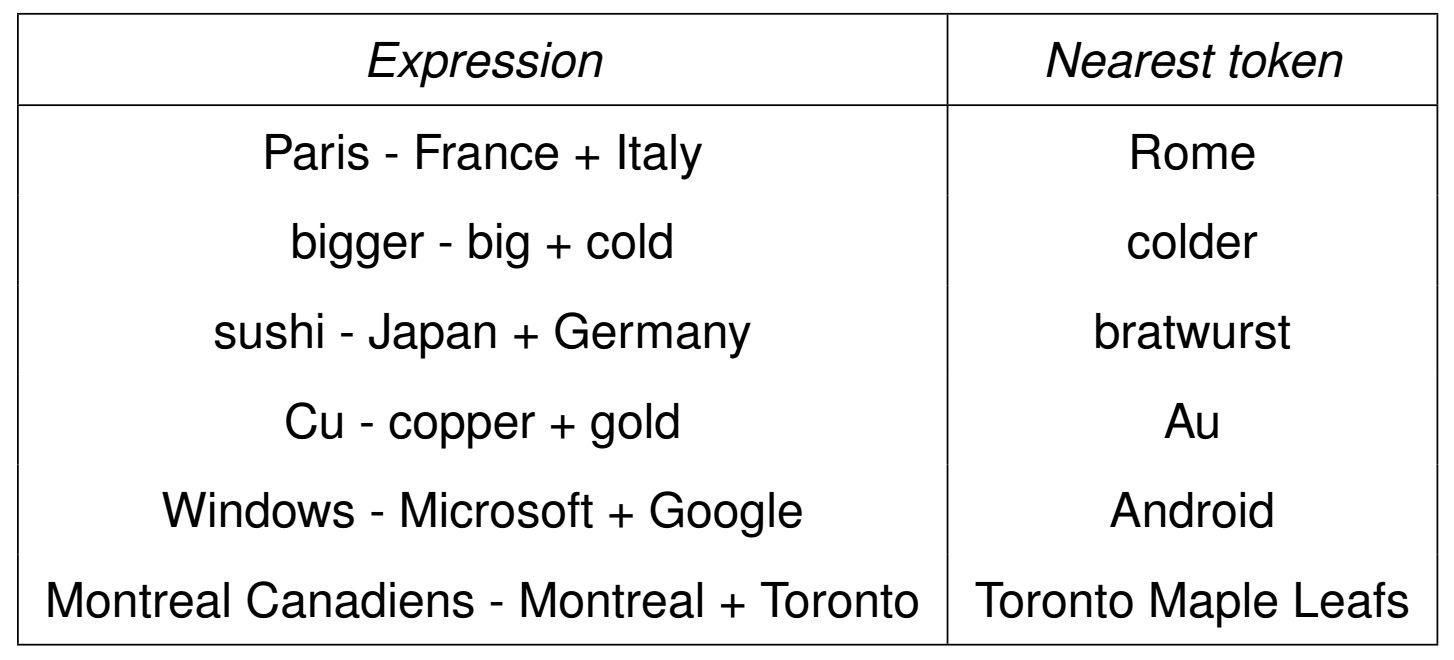 Expression Nearest token
Paris - France + Italy Rome
bigger - big + cold colder
sushi - Japan + Germany bratwurst
Cu - copper + gold Au
Windows - Microsoft + Google Android
Montreal Canadiens - Montreal + Toronto Toronto Maple Leafs